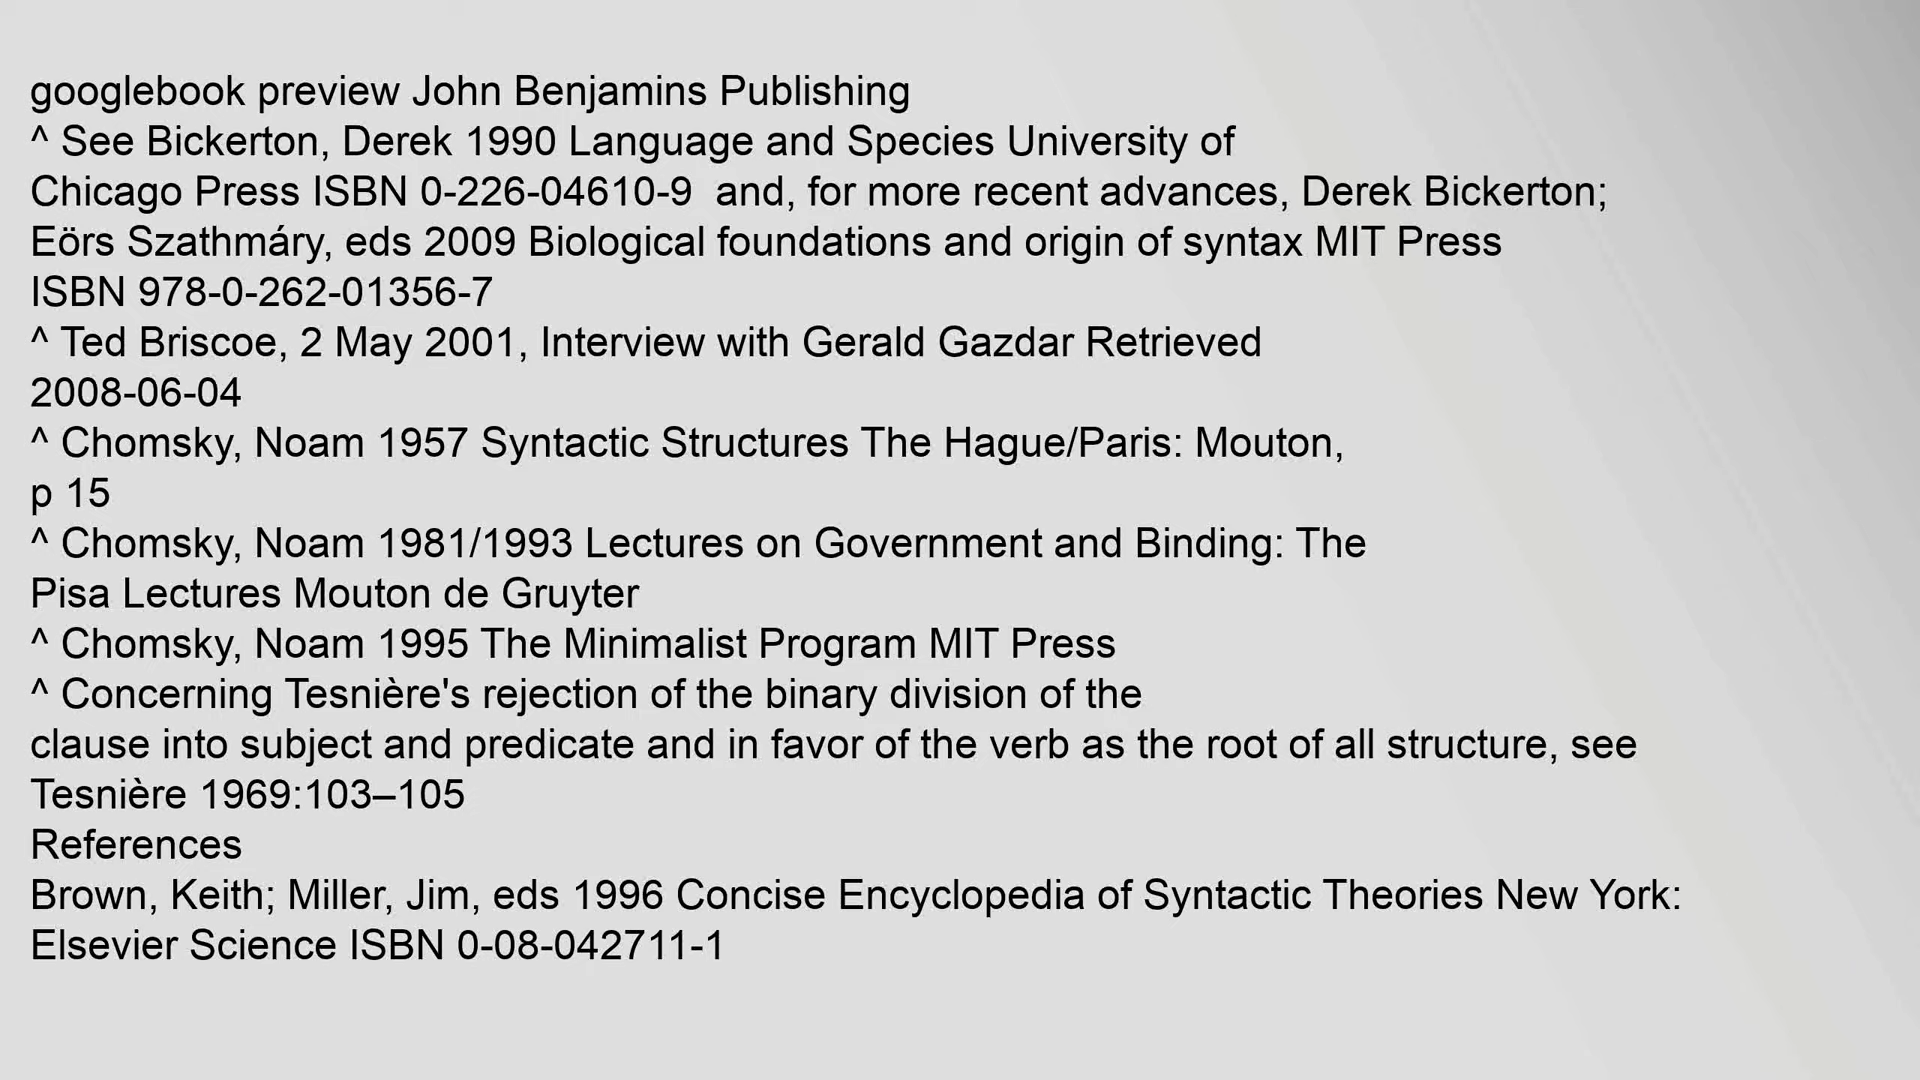 googlebook preview John Benjamins Publishing
^ See Bickerton, Derek 1990 Language and Species University of
Chicago Press ISBN 0-226-04610-9  and, for more recent advances, Derek Bickerton;
Eörs Szathmáry, eds 2009 Biological foundations and origin of syntax MIT Press
ISBN 978-0-262-01356-7
^ Ted Briscoe, 2 May 2001, Interview with Gerald Gazdar Retrieved
2008-06-04
^ Chomsky, Noam 1957 Syntactic Structures The Hague/Paris: Mouton,
p 15
^ Chomsky, Noam 1981/1993 Lectures on Government and Binding: The
Pisa Lectures Mouton de Gruyter
^ Chomsky, Noam 1995 The Minimalist Program MIT Press
^ Concerning Tesnière's rejection of the binary division of the
clause into subject and predicate and in favor of the verb as the root of all structure, see
Tesnière 1969:103–105
References
Brown, Keith; Miller, Jim, eds 1996 Concise Encyclopedia of Syntactic Theories New York:
Elsevier Science ISBN 0-08-042711-1